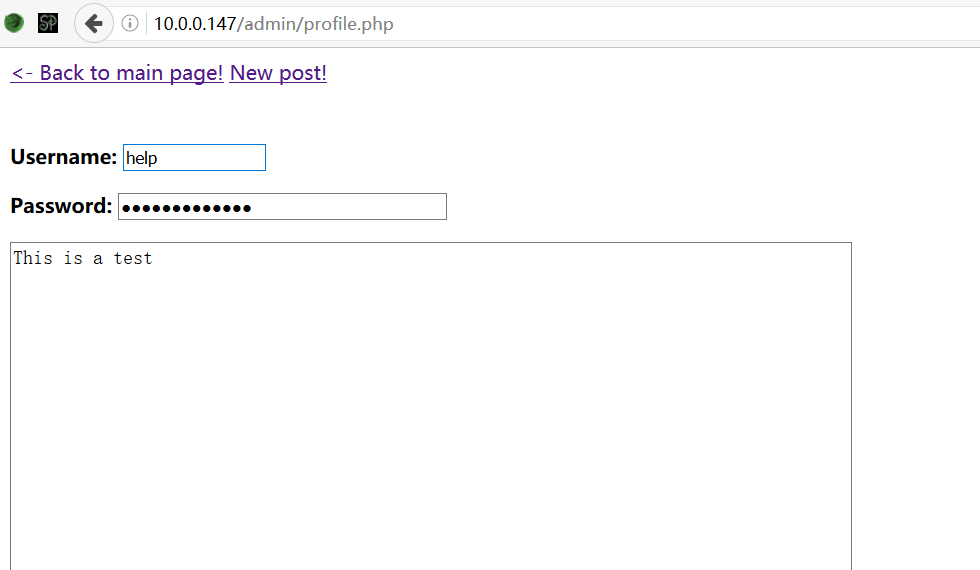 SP
10.0.0.147/admin/profile.php
<- Back to main page! New post!
Username: help
Password: •••••••••••••
This is a test